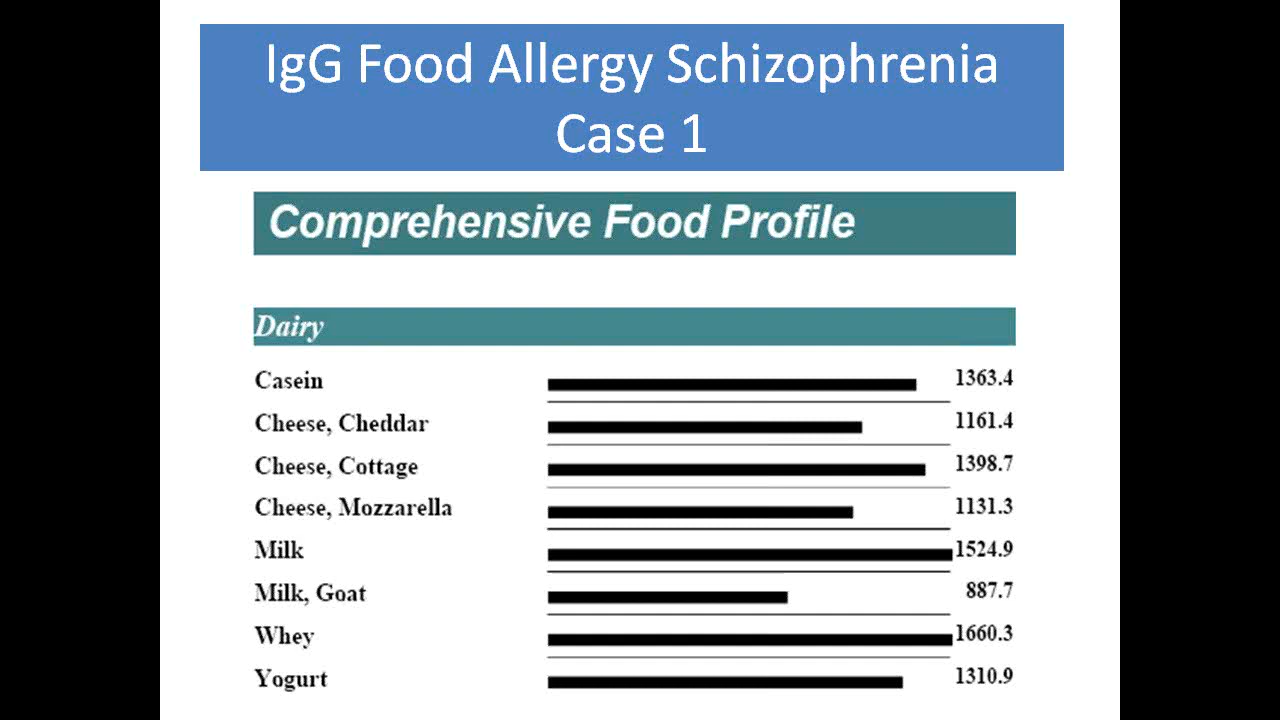 IgG Food Allergy Schizophrenia
Case 1
Comprehensive Food Profile
Dairy
Casein 1363.4
Cheese, Cheddar 1161.4
Cheese, Cottage 1398.7
Cheese, Mozzarella 1131.3
Milk 1524.9
Milk, Goat 887.7
Whey 1660.3
Yogurt 1310.9